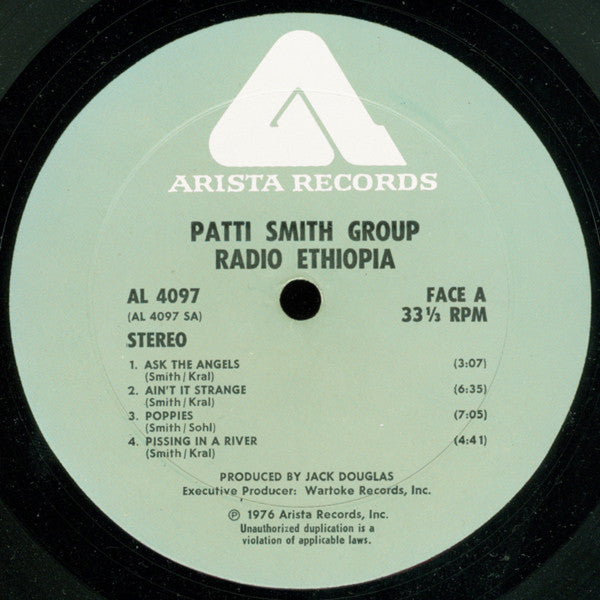 ARISTA RECORDS
PATTI SMITH GROUP
RADIO ETHIOPIA
AL 4097
(AL 4097 SA)
STEREO
FACE A
33⅓ RPM
1. ASK THE ANGELS (3:07)
(Smith/Kral)
2. AIN'T IT STRANGE (6:35)
(Smith/Kral)
3. POPPIES (7:05)
(Smith/Sohl)
4. PISSING IN A RIVER (4:41)
(Smith/Kral)
PRODUCED BY JACK DOUGLAS
Executive Producer: Wartoke Records, Inc.
℗ 1976 Arista Records, Inc.
Unauthorized duplication is a
violation of applicable laws.